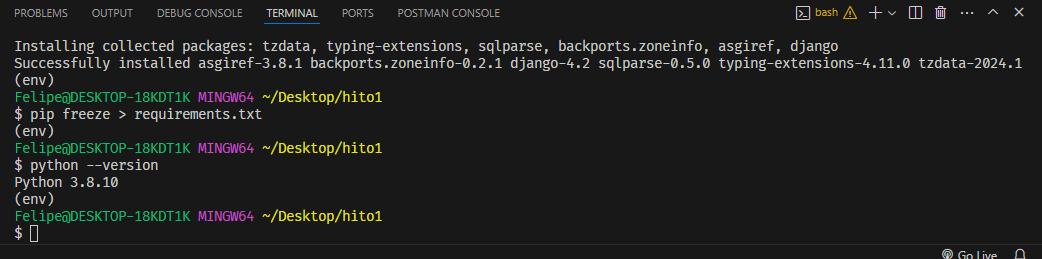 PROBLEMS OUTPUT DEBUG CONSOLE TERMINAL PORTS POSTMAN CONSOLE bash
Installing collected packages: tzdata, typing-extensions, sqlparse, backports.zoneinfo, asgiref, django
Successfully installed asgiref-3.8.1 backports.zoneinfo-0.2.1 django-4.2 sqlparse-0.5.0 typing-extensions-4.11.0 tzdata-2024.1
(env)
Felipe@DESKTOP-18KDT1K MINGW64 ~/Desktop/hito1
$ pip freeze > requirements.txt
(env)
Felipe@DESKTOP-18KDT1K MINGW64 ~/Desktop/hito1
$ python --version
Python 3.8.10
(env)
Felipe@DESKTOP-18KDT1K MINGW64 ~/Desktop/hito1
$
Go Live